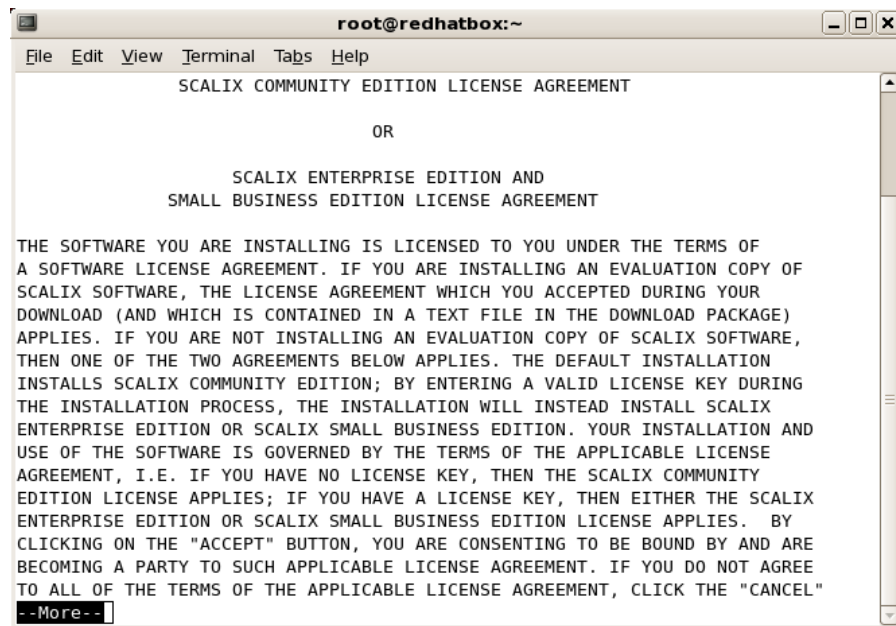 root@redhatbox:~
File Edit View Terminal Tabs Help
SCALIX COMMUNITY EDITION LICENSE AGREEMENT
OR
SCALIX ENTERPRISE EDITION AND
SMALL BUSINESS EDITION LICENSE AGREEMENT
THE SOFTWARE YOU ARE INSTALLING IS LICENSED TO YOU UNDER THE TERMS OF
A SOFTWARE LICENSE AGREEMENT. IF YOU ARE INSTALLING AN EVALUATION COPY OF
SCALIX SOFTWARE, THE LICENSE AGREEMENT WHICH YOU ACCEPTED DURING YOUR
DOWNLOAD (AND WHICH IS CONTAINED IN A TEXT FILE IN THE DOWNLOAD PACKAGE)
APPLIES. IF YOU ARE NOT INSTALLING AN EVALUATION COPY OF SCALIX SOFTWARE,
THEN ONE OF THE TWO AGREEMENTS BELOW APPLIES. THE DEFAULT INSTALLATION
INSTALLS SCALIX COMMUNITY EDITION; BY ENTERING A VALID LICENSE KEY DURING
THE INSTALLATION PROCESS, THE INSTALLATION WILL INSTEAD INSTALL SCALIX
ENTERPRISE EDITION OR SCALIX SMALL BUSINESS EDITION. YOUR INSTALLATION AND
USE OF THE SOFTWARE IS GOVERNED BY THE TERMS OF THE APPLICABLE LICENSE
AGREEMENT, I.E. IF YOU HAVE NO LICENSE KEY, THEN THE SCALIX COMMUNITY
EDITION LICENSE APPLIES; IF YOU HAVE A LICENSE KEY, THEN EITHER THE SCALIX
ENTERPRISE EDITION OR SCALIX SMALL BUSINESS EDITION LICENSE APPLIES.  BY
CLICKING ON THE "ACCEPT" BUTTON, YOU ARE CONSENTING TO BE BOUND BY AND ARE
BECOMING A PARTY TO SUCH APPLICABLE LICENSE AGREEMENT. IF YOU DO NOT AGREE
TO ALL OF THE TERMS OF THE APPLICABLE LICENSE AGREEMENT, CLICK THE "CANCEL"
--More--